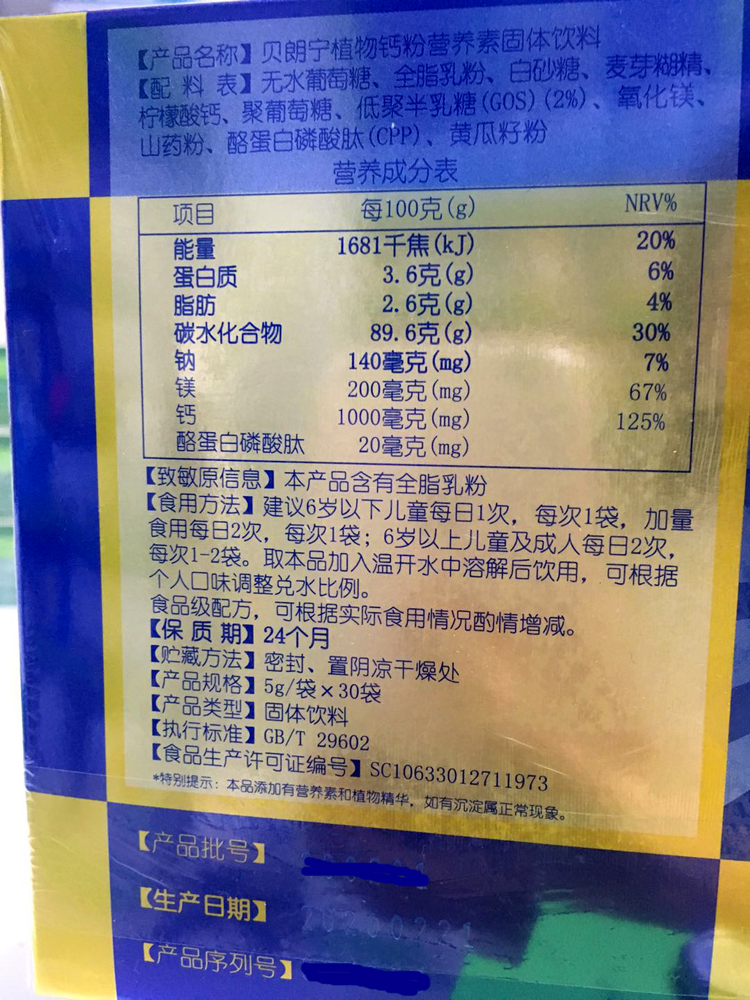 【产品名称】贝朗宁植物钙粉营养素固体饮料
【配 料 表】无水葡萄糖、全脂乳粉、白砂糖、麦芽糊精、
柠檬酸钙、聚葡萄糖、低聚半乳糖(GOS)(2%)、氧化镁、
山药粉、酪蛋白磷酸肽(CPP)、黄瓜籽粉
营养成分表
项目 每100克(g) NRV%
能量 1681千焦(kJ) 20%
蛋白质 3.6克(g) 6%
脂肪 2.6克(g) 4%
碳水化合物 89.6克(g) 30%
钠 140毫克(mg) 7%
镁 200毫克(mg) 67%
钙 1000毫克(mg) 125%
酪蛋白磷酸肽 20毫克(mg)
【致敏原信息】本产品含有全脂乳粉
【食用方法】建议6岁以下儿童每日1次，每次1袋，加量
食用每日2次，每次1袋；6岁以上儿童及成人每日2次，
每次1-2袋。取本品加入温开水中溶解后饮用，可根据
个人口味调整兑水比例。
食品级配方，可根据实际食用情况酌情增减。
【保 质 期】24个月
【贮藏方法】密封、置阴凉干燥处
【产品规格】5g/袋×30袋
【产品类型】固体饮料
【执行标准】GB/T 29602
【食品生产许可证编号】SC10633012711973
*特别提示：本品添加有营养素和植物精华，如有沉淀属正常现象。
【产品批号】
【生产日期】
【产品序列号】